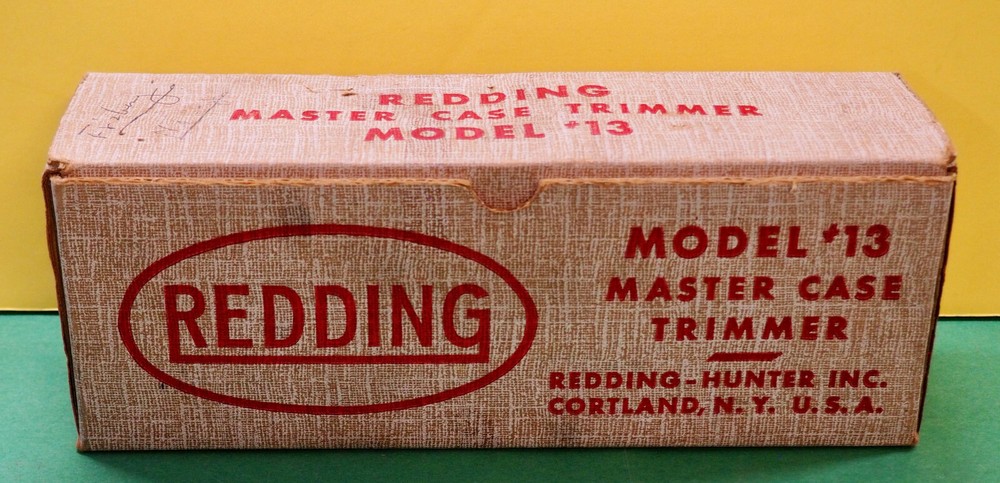 REDDING
MASTER CASE TRIMMER
MODEL #13
REDDING
MODEL #13
MASTER CASE
TRIMMER
REDDING-HUNTER INC.
CORTLAND, N. Y. U. S. A.